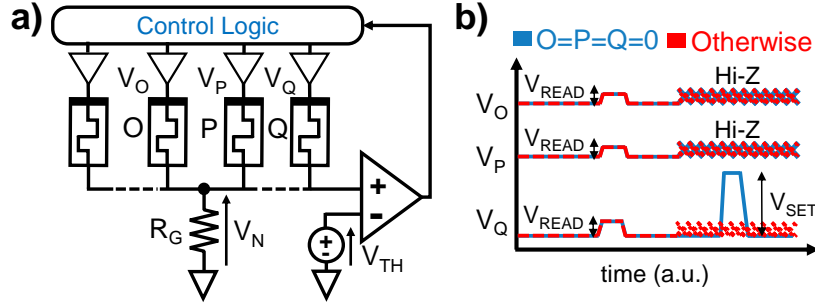 a)
Control Logic
V_O V_P V_Q
O P Q
+
-
R_G V_N V_TH
b)
O=P=Q=0 Otherwise
V_O V_READ Hi-Z
V_P V_READ Hi-Z
V_Q V_READ V_SET
time (a.u.)